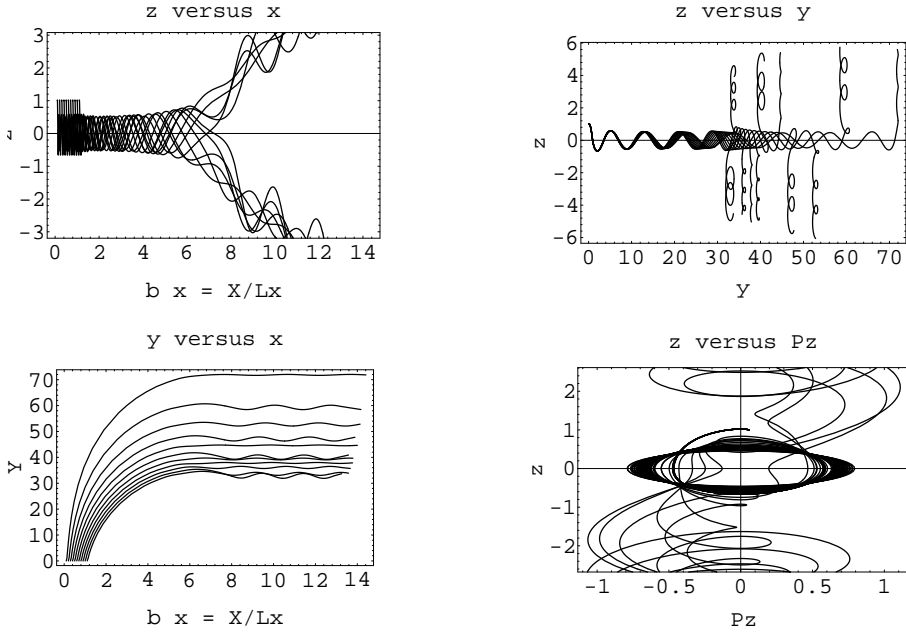 z versus x
3
2
1
0
-1
-2
-3
z
0 2 4 6 8 10 12 14
b x = X/Lx
z versus y
6
4
2
0
-2
-4
-6
z
0 10 20 30 40 50 60 70
y
y versus x
70
60
50
40
30
20
10
0
Y
0 2 4 6 8 10 12 14
b x = X/Lx
z versus Pz
2
1
0
-1
-2
z
-1 -0.5 0 0.5 1
Pz